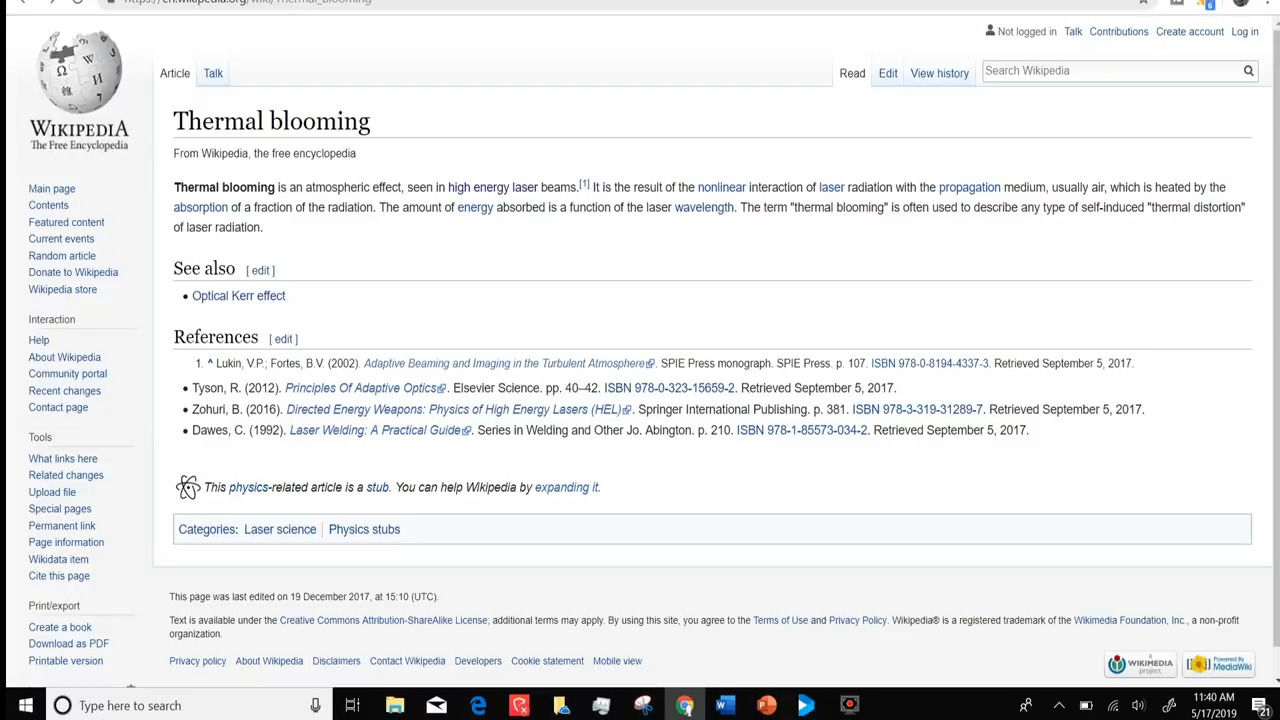 https://en.wikipedia.org/wiki/Thermal_blooming
Not logged in Talk Contributions Create account Log in
Article Talk Read Edit View history Search Wikipedia
WIKIPEDIA
The Free Encyclopedia
Thermal blooming
From Wikipedia, the free encyclopedia
Thermal blooming is an atmospheric effect, seen in high energy laser beams.[1] It is the result of the nonlinear interaction of laser radiation with the propagation medium, usually air, which is heated by the
absorption of a fraction of the radiation. The amount of energy absorbed is a function of the laser wavelength. The term "thermal blooming" is often used to describe any type of self-induced "thermal distortion"
of laser radiation.
See also [ edit ]
• Optical Kerr effect
References [ edit ]
1. ^ Lukin, V.P.; Fortes, B.V. (2002). Adaptive Beaming and Imaging in the Turbulent Atmosphere. SPIE Press monograph. SPIE Press. p. 107. ISBN 978-0-8194-4337-3. Retrieved September 5, 2017.
• Tyson, R. (2012). Principles Of Adaptive Optics. Elsevier Science. pp. 40–42. ISBN 978-0-323-15659-2. Retrieved September 5, 2017.
• Zohuri, B. (2016). Directed Energy Weapons: Physics of High Energy Lasers (HEL). Springer International Publishing. p. 381. ISBN 978-3-319-31289-7. Retrieved September 5, 2017.
• Dawes, C. (1992). Laser Welding: A Practical Guide. Series in Welding and Other Jo. Abington. p. 210. ISBN 978-1-85573-034-2. Retrieved September 5, 2017.
This physics-related article is a stub. You can help Wikipedia by expanding it.
Categories: Laser science | Physics stubs
Main page
Contents
Featured content
Current events
Random article
Donate to Wikipedia
Wikipedia store
Interaction
Help
About Wikipedia
Community portal
Recent changes
Contact page
Tools
What links here
Related changes
Upload file
Special pages
Permanent link
Page information
Wikidata item
Cite this page
Print/export
Create a book
Download as PDF
Printable version
This page was last edited on 19 December 2017, at 15:10 (UTC).
Text is available under the Creative Commons Attribution-ShareAlike License; additional terms may apply. By using this site, you agree to the Terms of Use and Privacy Policy. Wikipedia® is a registered trademark of the Wikimedia Foundation, Inc., a non-profit
organization.
Privacy policy About Wikipedia Disclaimers Contact Wikipedia Developers Cookie statement Mobile view
A WIKIMEDIA project
Powered By MediaWiki
Type here to search
11:40 AM
5/17/2019
21